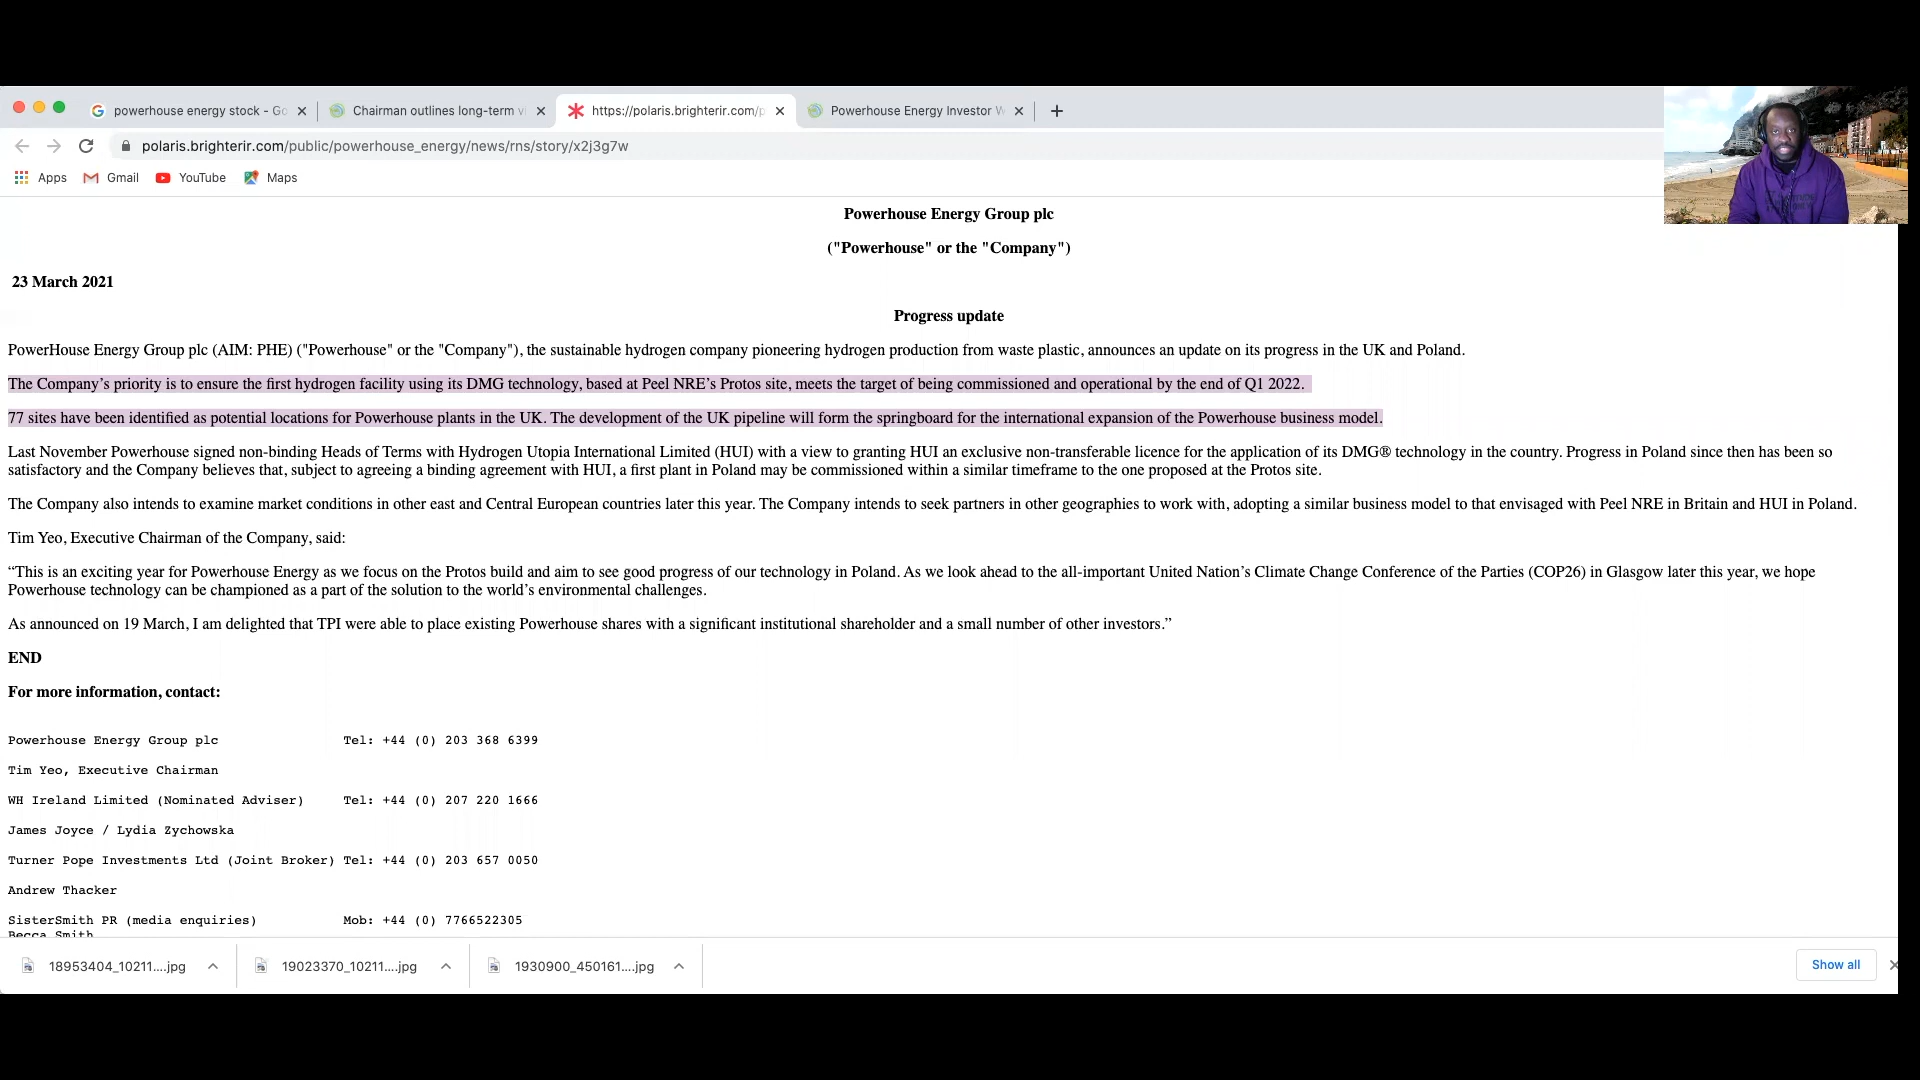 powerhouse energy stock - Go
Chairman outlines long-term v
https://polaris.brighterir.com/p
Powerhouse Energy Investor W
polaris.brighterir.com/public/powerhouse_energy/news/rns/story/x2j3g7w
Apps
Gmail
YouTube
Maps
Powerhouse Energy Group plc
("Powerhouse" or the "Company")
23 March 2021
Progress update
PowerHouse Energy Group plc (AIM: PHE) ("Powerhouse" or the "Company"), the sustainable hydrogen company pioneering hydrogen production from waste plastic, announces an update on its progress in the UK and Poland.
The Company’s priority is to ensure the first hydrogen facility using its DMG technology, based at Peel NRE’s Protos site, meets the target of being commissioned and operational by the end of Q1 2022.
77 sites have been identified as potential locations for Powerhouse plants in the UK. The development of the UK pipeline will form the springboard for the international expansion of the Powerhouse business model.
Last November Powerhouse signed non-binding Heads of Terms with Hydrogen Utopia International Limited (HUI) with a view to granting HUI an exclusive non-transferable licence for the application of its DMG® technology in the country. Progress in Poland since then has been so
satisfactory and the Company believes that, subject to agreeing a binding agreement with HUI, a first plant in Poland may be commissioned within a similar timeframe to the one proposed at the Protos site.
The Company also intends to examine market conditions in other east and Central European countries later this year. The Company intends to seek partners in other geographies to work with, adopting a similar business model to that envisaged with Peel NRE in Britain and HUI in Poland.
Tim Yeo, Executive Chairman of the Company, said:
“This is an exciting year for Powerhouse Energy as we focus on the Protos build and aim to see good progress of our technology in Poland. As we look ahead to the all-important United Nation’s Climate Change Conference of the Parties (COP26) in Glasgow later this year, we hope
Powerhouse technology can be championed as a part of the solution to the world’s environmental challenges.
As announced on 19 March, I am delighted that TPI were able to place existing Powerhouse shares with a significant institutional shareholder and a small number of other investors.”
END
For more information, contact:
Powerhouse Energy Group plc Tel: +44 (0) 203 368 6399
Tim Yeo, Executive Chairman
WH Ireland Limited (Nominated Adviser) Tel: +44 (0) 207 220 1666
James Joyce / Lydia Zychowska
Turner Pope Investments Ltd (Joint Broker) Tel: +44 (0) 203 657 0050
Andrew Thacker
SisterSmith PR (media enquiries) Mob: +44 (0) 7766522305
Becca Smith
18953404_10211....jpg
19023370_10211....jpg
1930900_450161....jpg
Show all